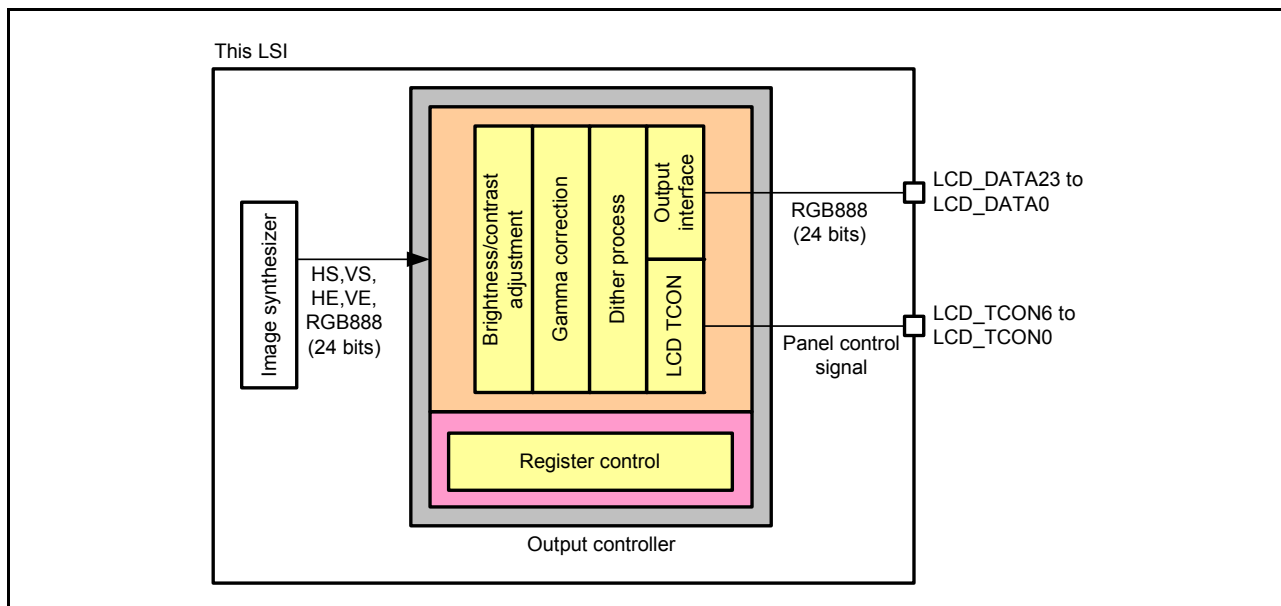 This LSI
Image synthesizer
HS,VS,
HE,VE,
RGB888
(24 bits)
Brightness/contrast
adjustment
Gamma correction
Dither process
Output
interface
LCD TCON
Register control
Output controller
RGB888
(24 bits)
LCD_DATA23 to
LCD_DATA0
Panel control
signal
LCD_TCON6 to
LCD_TCON0